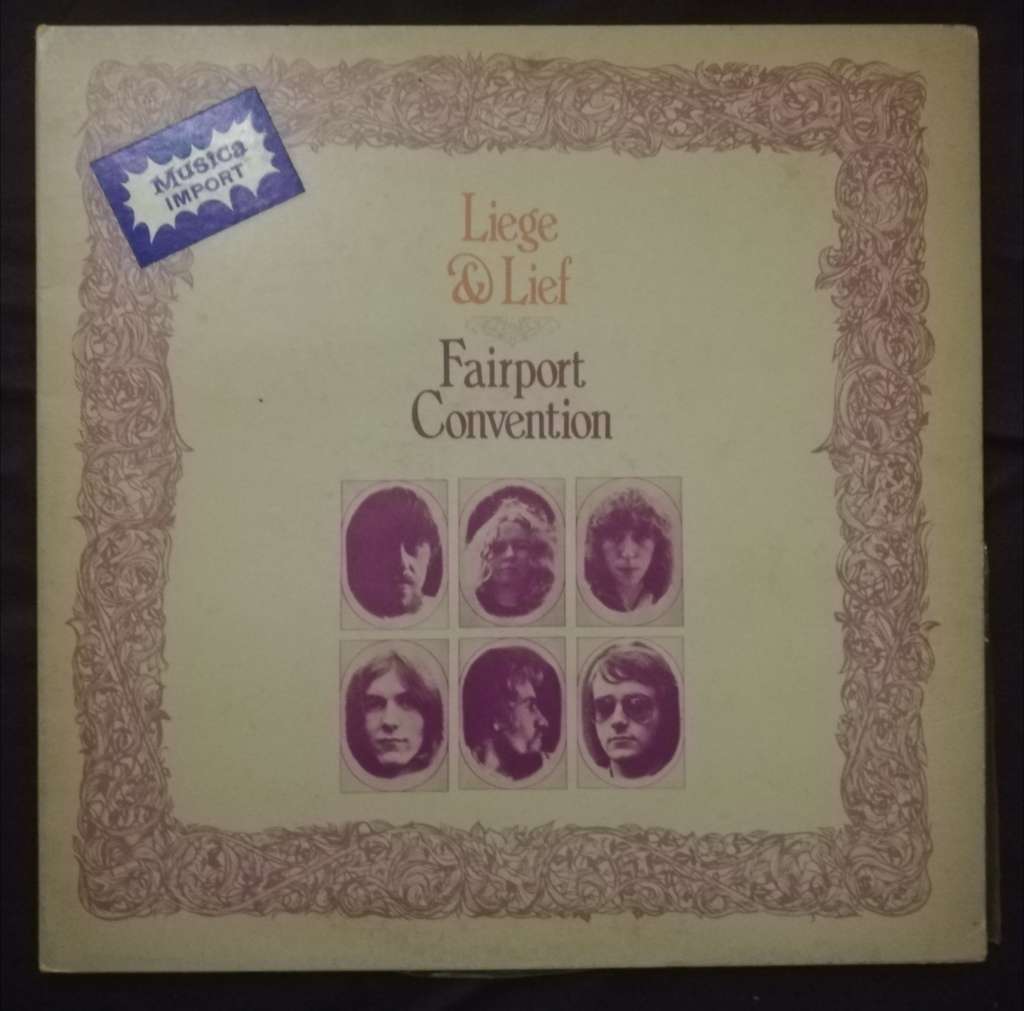 Musica
IMPORT
Liege
& Lief
Fairport
Convention